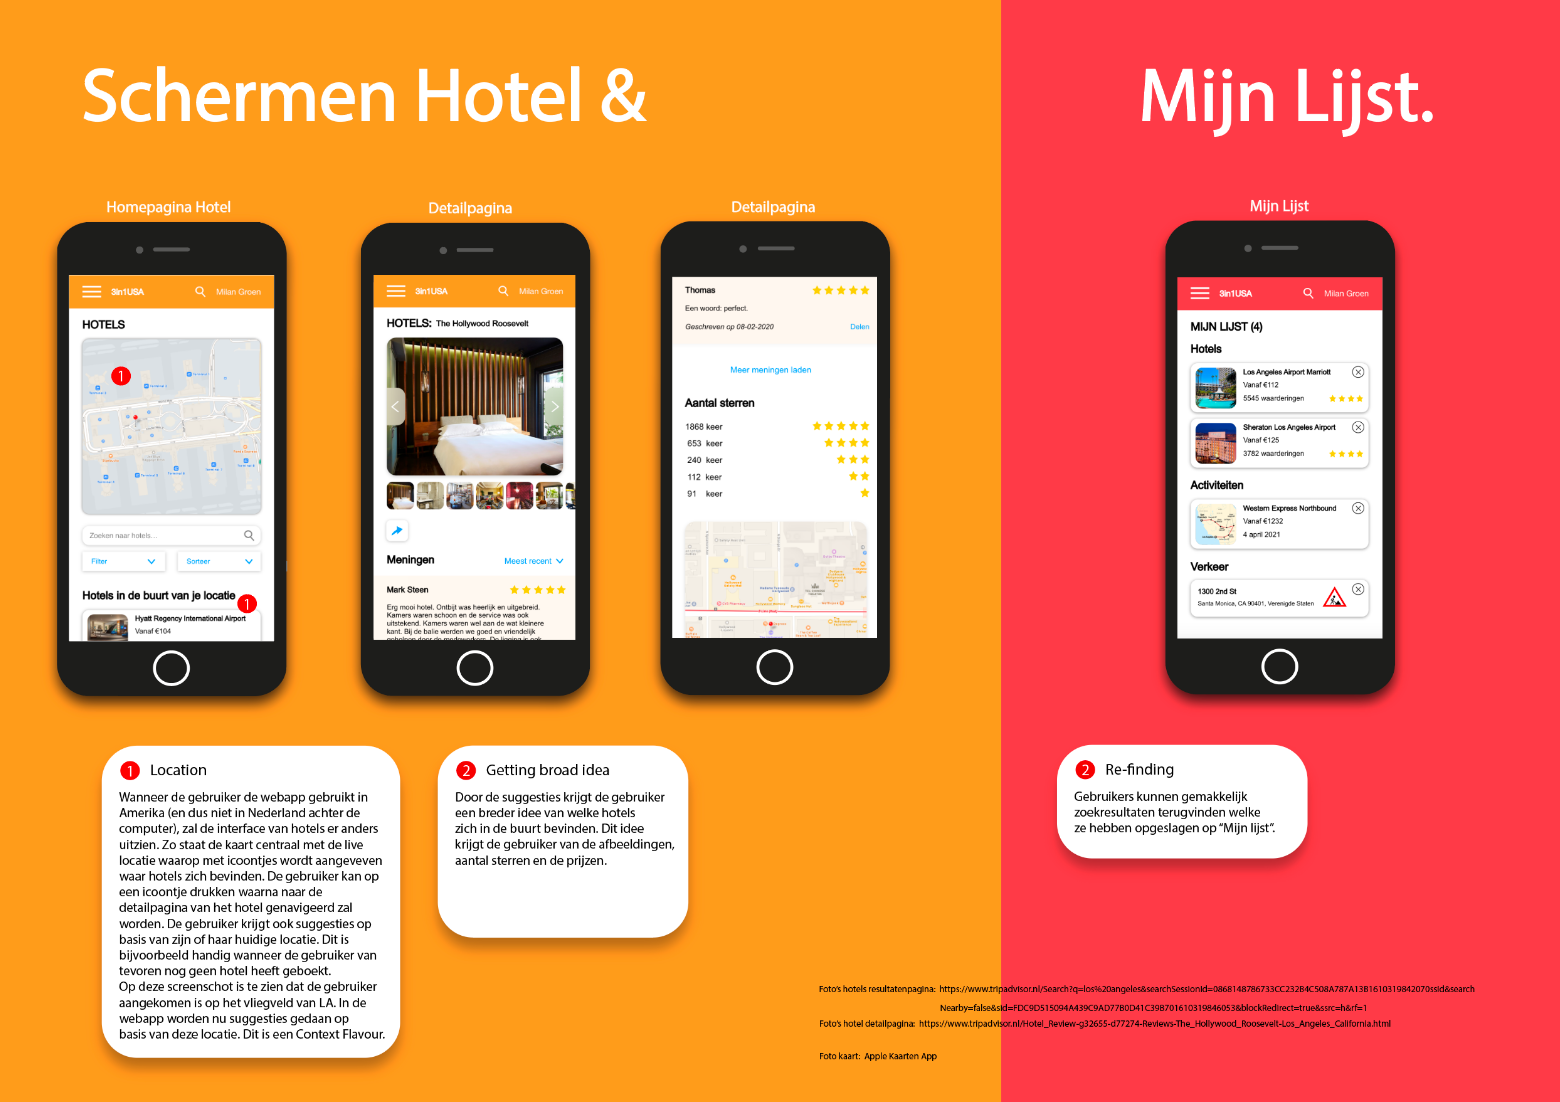 Schermen Hotel &
Mijn Lijst.
Homepagina Hotel
3in1USA
Milan Groen
HOTELS
1
Zoeken naar hotels...
Filter
Sorteer
Hotels in de buurt van je locatie
1
Hyatt Regency International Airport
Vanaf €104
Detailpagina
3in1USA
Milan Groen
HOTELS: The Hollywood Roosevelt
Meningen
Meest recent
Mark Steen
Erg mooi hotel. Ontbijt was heerlijk en uitgebreid.
Kamers waren schoon en de service was ook
uitstekend. Kamers waren wel aan de wat kleinere
kant. Bij de balie werden we goed en vriendelijk
geholpen door de medewerkers. De ligging is ook
Detailpagina
Thomas
Een woord: perfect.
Geschreven op 08-02-2020
Delen
Meer meningen laden
Aantal sterren
1868 keer
653 keer
240 keer
112 keer
91 keer
Mijn Lijst
3in1USA
Milan Groen
MIJN LIJST (4)
Hotels
Los Angeles Airport Marriott
Vanaf €112
5545 waarderingen
Sheraton Los Angeles Airport
Vanaf €125
3782 waarderingen
Activiteiten
Western Express Northbound
Vanaf €1232
4 april 2021
Verkeer
1300 2nd St
Santa Monica, CA 90401, Verenigde Staten
1 Location
Wanneer de gebruiker de webapp gebruikt in
Amerika (en dus niet in Nederland achter de
computer), zal de interface van hotels er anders
uitzien. Zo staat de kaart centraal met de live
locatie waarop met icoontjes wordt aangeveven
waar hotels zich bevinden. De gebruiker kan op
een icoontje drukken waarna naar de
detailpagina van het hotel genavigeerd zal
worden. De gebruiker krijgt ook suggesties op
basis van zijn of haar huidige locatie. Dit is
bijvoorbeeld handig wanneer de gebruiker van
tevoren nog geen hotel heeft geboekt.
Op deze screenschot is te zien dat de gebruiker
aangekomen is op het vliegveld van LA. In de
webapp worden nu suggesties gedaan op
basis van deze locatie. Dit is een Context Flavour.
2 Getting broad idea
Door de suggesties krijgt de gebruiker
een breder idee van welke hotels
zich in de buurt bevinden. Dit idee
krijgt de gebruiker van de afbeeldingen,
aantal sterren en de prijzen.
2 Re-finding
Gebruikers kunnen gemakkelijk
zoekresultaten terugvinden welke
ze hebben opgeslagen op “Mijn lijst“.
Foto's hotels resultatenpagina: https://www.tripadvisor.nl/Search?q=los%20angeles&searchSessionId=0868148786733CC232B4C508A787A13B1610319842070ssid&search
Nearby=false&sid=FDC9D515094A439C9AD77B0D41C39B701610319846053&blockRedirect=true&ssrc=h&rf=1
Foto's hotel detailpagina: https://www.tripadvisor.nl/Hotel_Review-g32655-d77274-Reviews-The_Hollywood_Roosevelt-Los_Angeles_California.html
Foto kaart: Apple Kaarten App